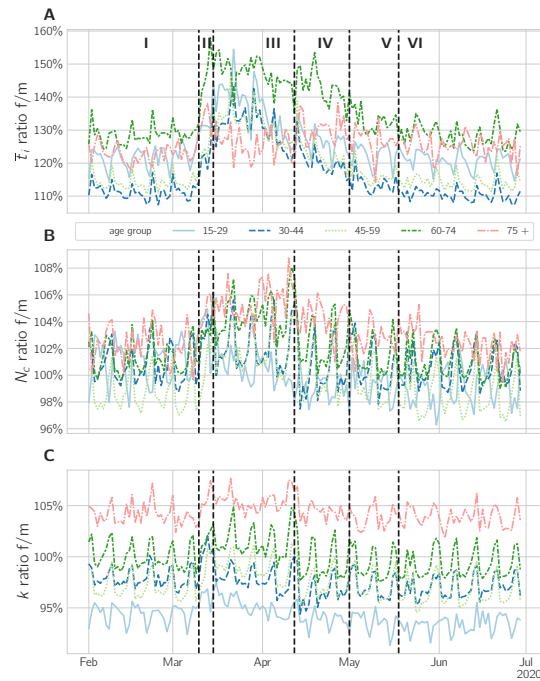 A
160%
150%
140%
130%
120%
110%
τ̅ᵢ, ratio f/m
I
II
III
IV
V
VI
age group 15-29 30-44 45-59 60-74 75 +
B
108%
106%
104%
102%
100%
98%
96%
N_c ratio f/m
C
105%
100%
95%
k ratio f/m
Feb Mar Apr May Jun Jul
2020